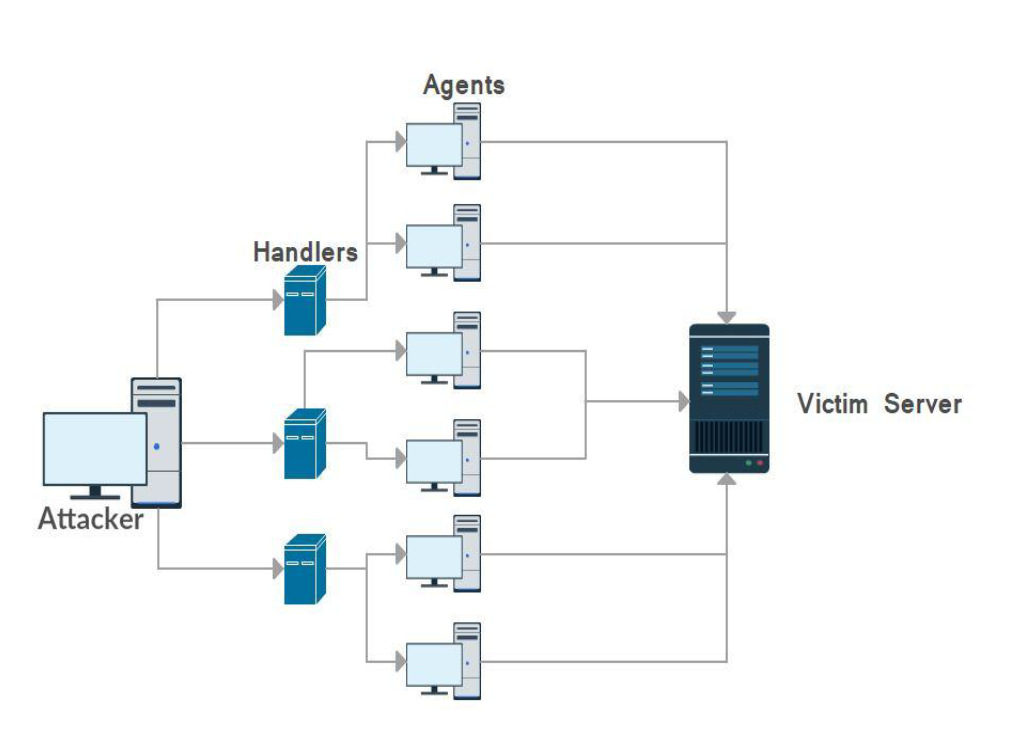 Agents
Handlers
Victim Server
Attacker